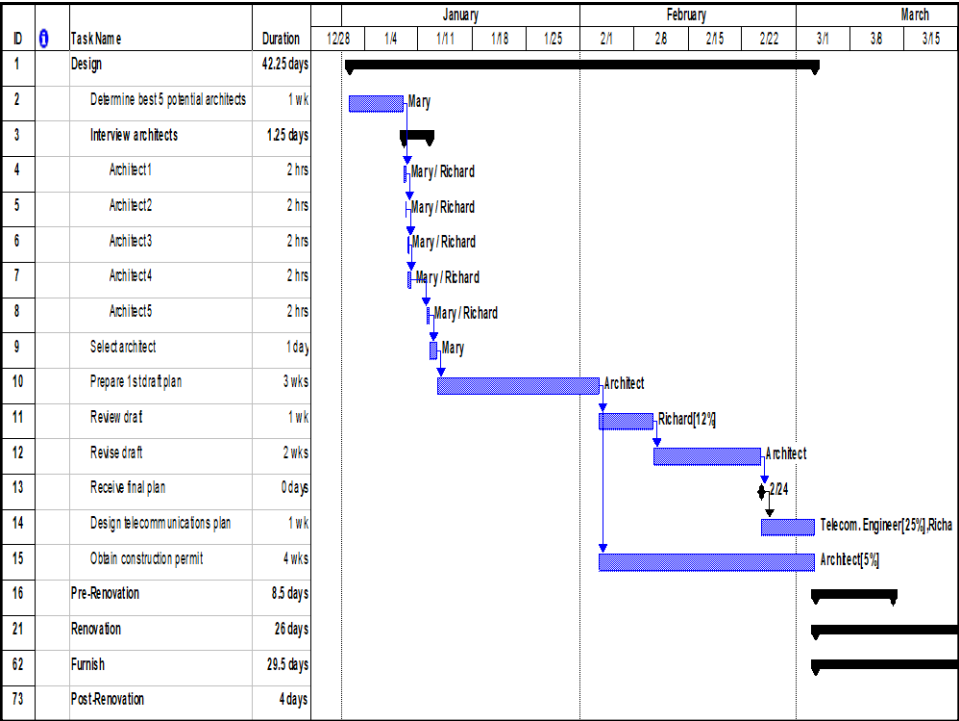 January February March
ID Task Name Duration 12/28 1/4 1/11 1/18 1/25 2/1 2/8 2/15 2/22 3/1 3/8 3/15
1 Design 42.25 days
2 Determine best 5 potential architects 1 wk Mary
3 Interview architects 1.25 days
4 Architect 1 2 hrs Mary / Richard
5 Architect 2 2 hrs Mary / Richard
6 Architect 3 2 hrs Mary / Richard
7 Architect 4 2 hrs Mary / Richard
8 Architect 5 2 hrs Mary / Richard
9 Select architect 1 day Mary
10 Prepare 1st draft plan 3 wks Architect
11 Review draft 1 wk Richard[12%]
12 Revise draft 2 wks Architect
13 Receive final plan 0 days 2/24
14 Design telecommunications plan 1 wk Telecom. Engineer[25%],Richa
15 Obtain construction permit 4 wks Architect[5%]
16 Pre-Renovation 8.5 days
21 Renovation 26 days
62 Furnish 29.5 days
73 Post-Renovation 4 days